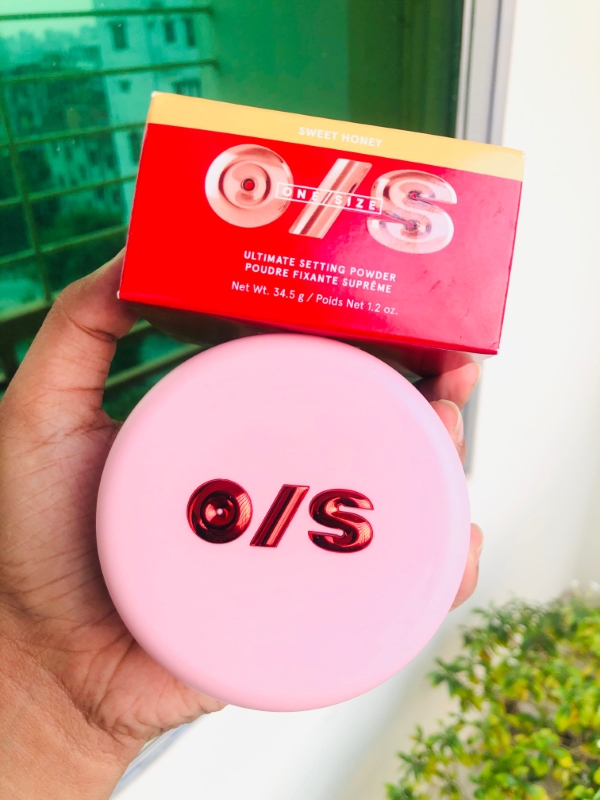 SWEET HONEY
O/S
ONE/SIZE
ULTIMATE SETTING POWDER
POUDRE FIXANTE SUPRÊME
Net Wt. 34.5 g / Poids Net 1.2 oz.
O/S